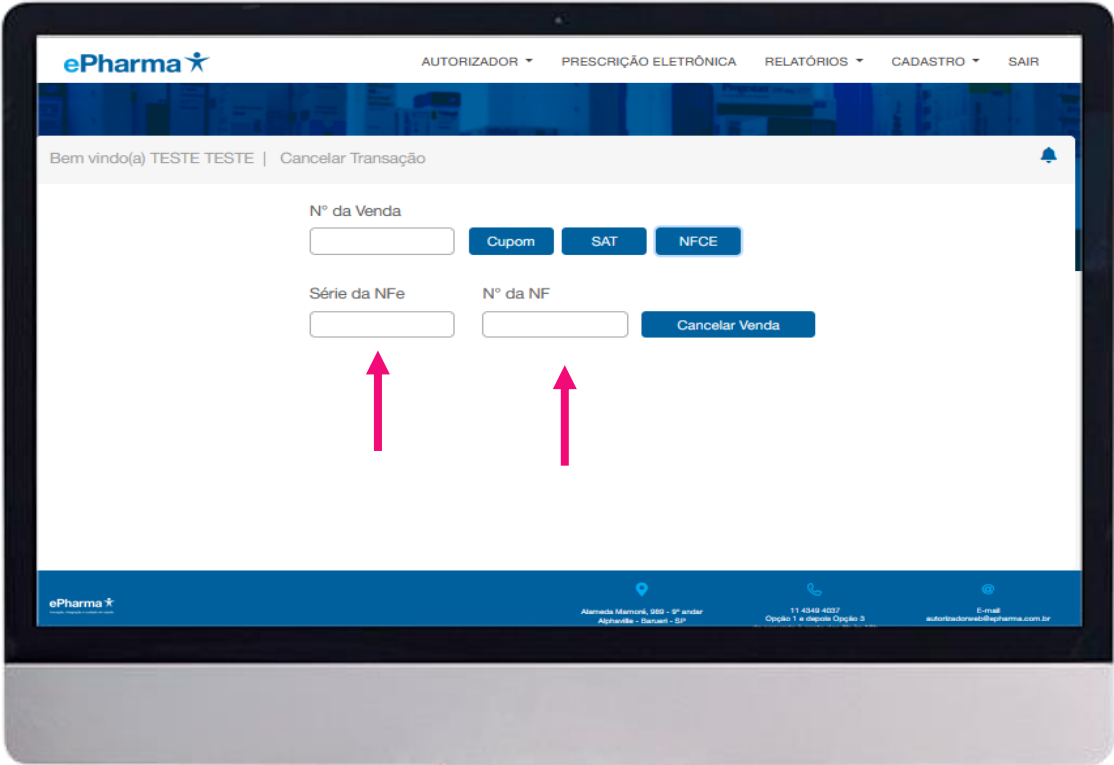 ePharma
AUTORIZADOR
PRESCRIÇÃO ELETRÔNICA
RELATÓRIOS
CADASTRO
SAIR
Bem vindo(a) TESTE TESTE | Cancelar Transação
N° da Venda
Cupom
SAT
NFCE
Série da NFe
N° da NF
Cancelar Venda
ePharma
Alameda Mamoré, 989 - 9° andar
Alphaville - Barueri - SP
11 4349 4037
Opção 1 e depois Opção 3
@
E-mail
autorizadorweb@epharma.com.br